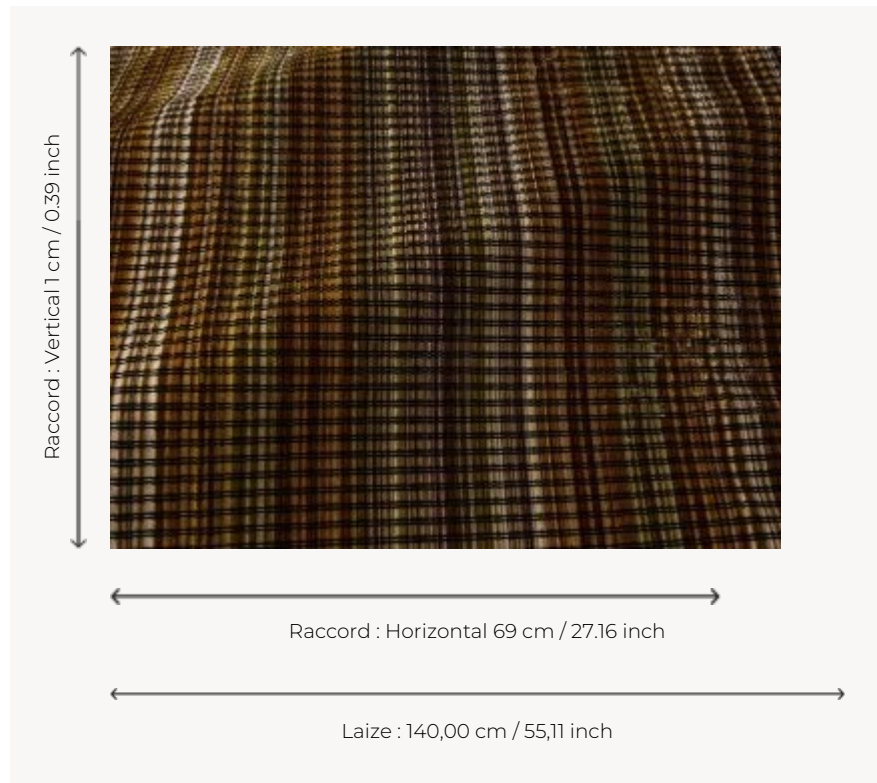 Raccord : Vertical 1 cm / 0.39 inch
Raccord : Horizontal 69 cm / 27.16 inch
Laize : 140,00 cm / 55,11 inch